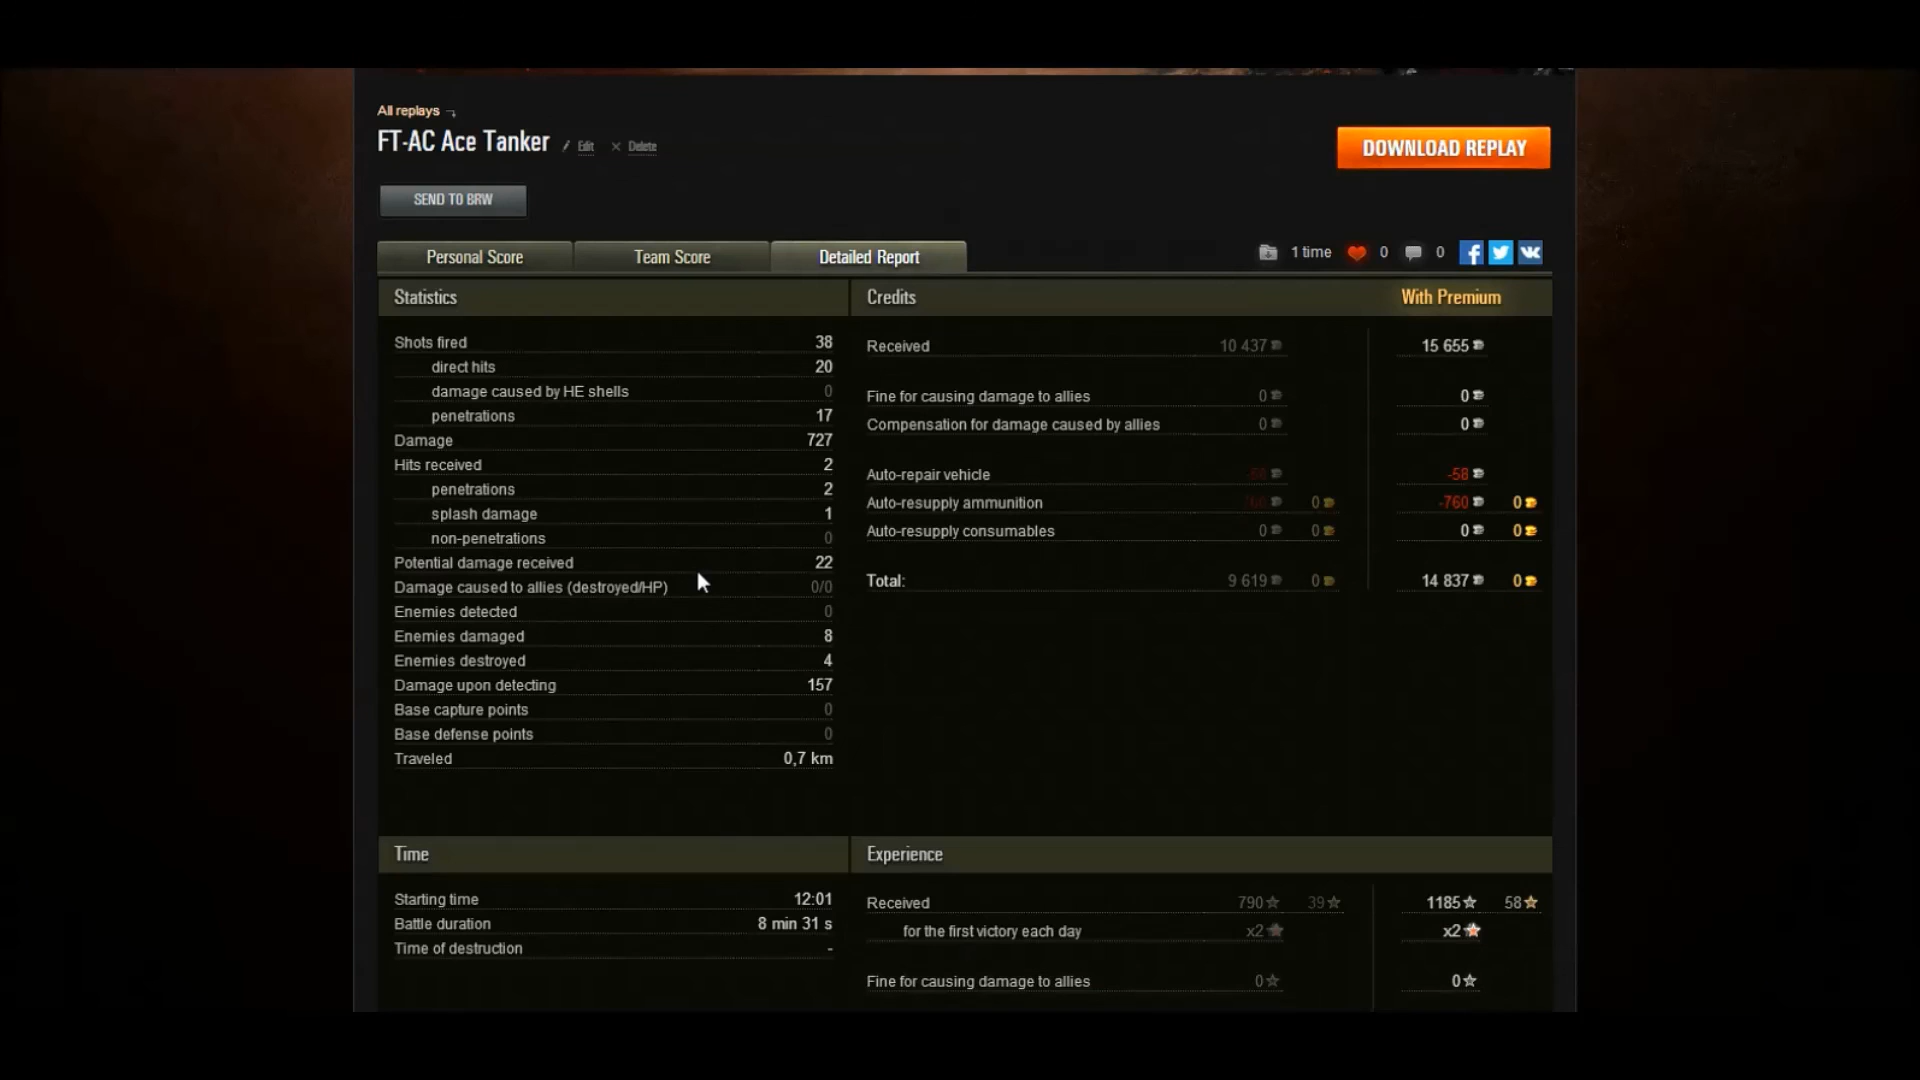 All replays
FT-AC Ace Tanker Edit Delete
DOWNLOAD REPLAY
SEND TO BRW
Personal Score Team Score Detailed Report 1 time 0 0
Statistics
Shots fired 38
direct hits 20
damage caused by HE shells 0
penetrations 17
Damage 727
Hits received 2
penetrations 2
splash damage 1
non-penetrations 0
Potential damage received 22
Damage caused to allies (destroyed/HP) 0/0
Enemies detected 0
Enemies damaged 8
Enemies destroyed 4
Damage upon detecting 157
Base capture points 0
Base defense points 0
Traveled 0,7 km
Credits With Premium
Received 10 437 15 655
Fine for causing damage to allies 0 0
Compensation for damage caused by allies 0 0
Auto-repair vehicle -58 -58
Auto-resupply ammunition -760 0 -760 0
Auto-resupply consumables 0 0 0 0
Total: 9 619 0 14 837 0
Time
Starting time 12:01
Battle duration 8 min 31 s
Time of destruction -
Experience
Received 790 39 1185 58
for the first victory each day x2 x2
Fine for causing damage to allies 0 0